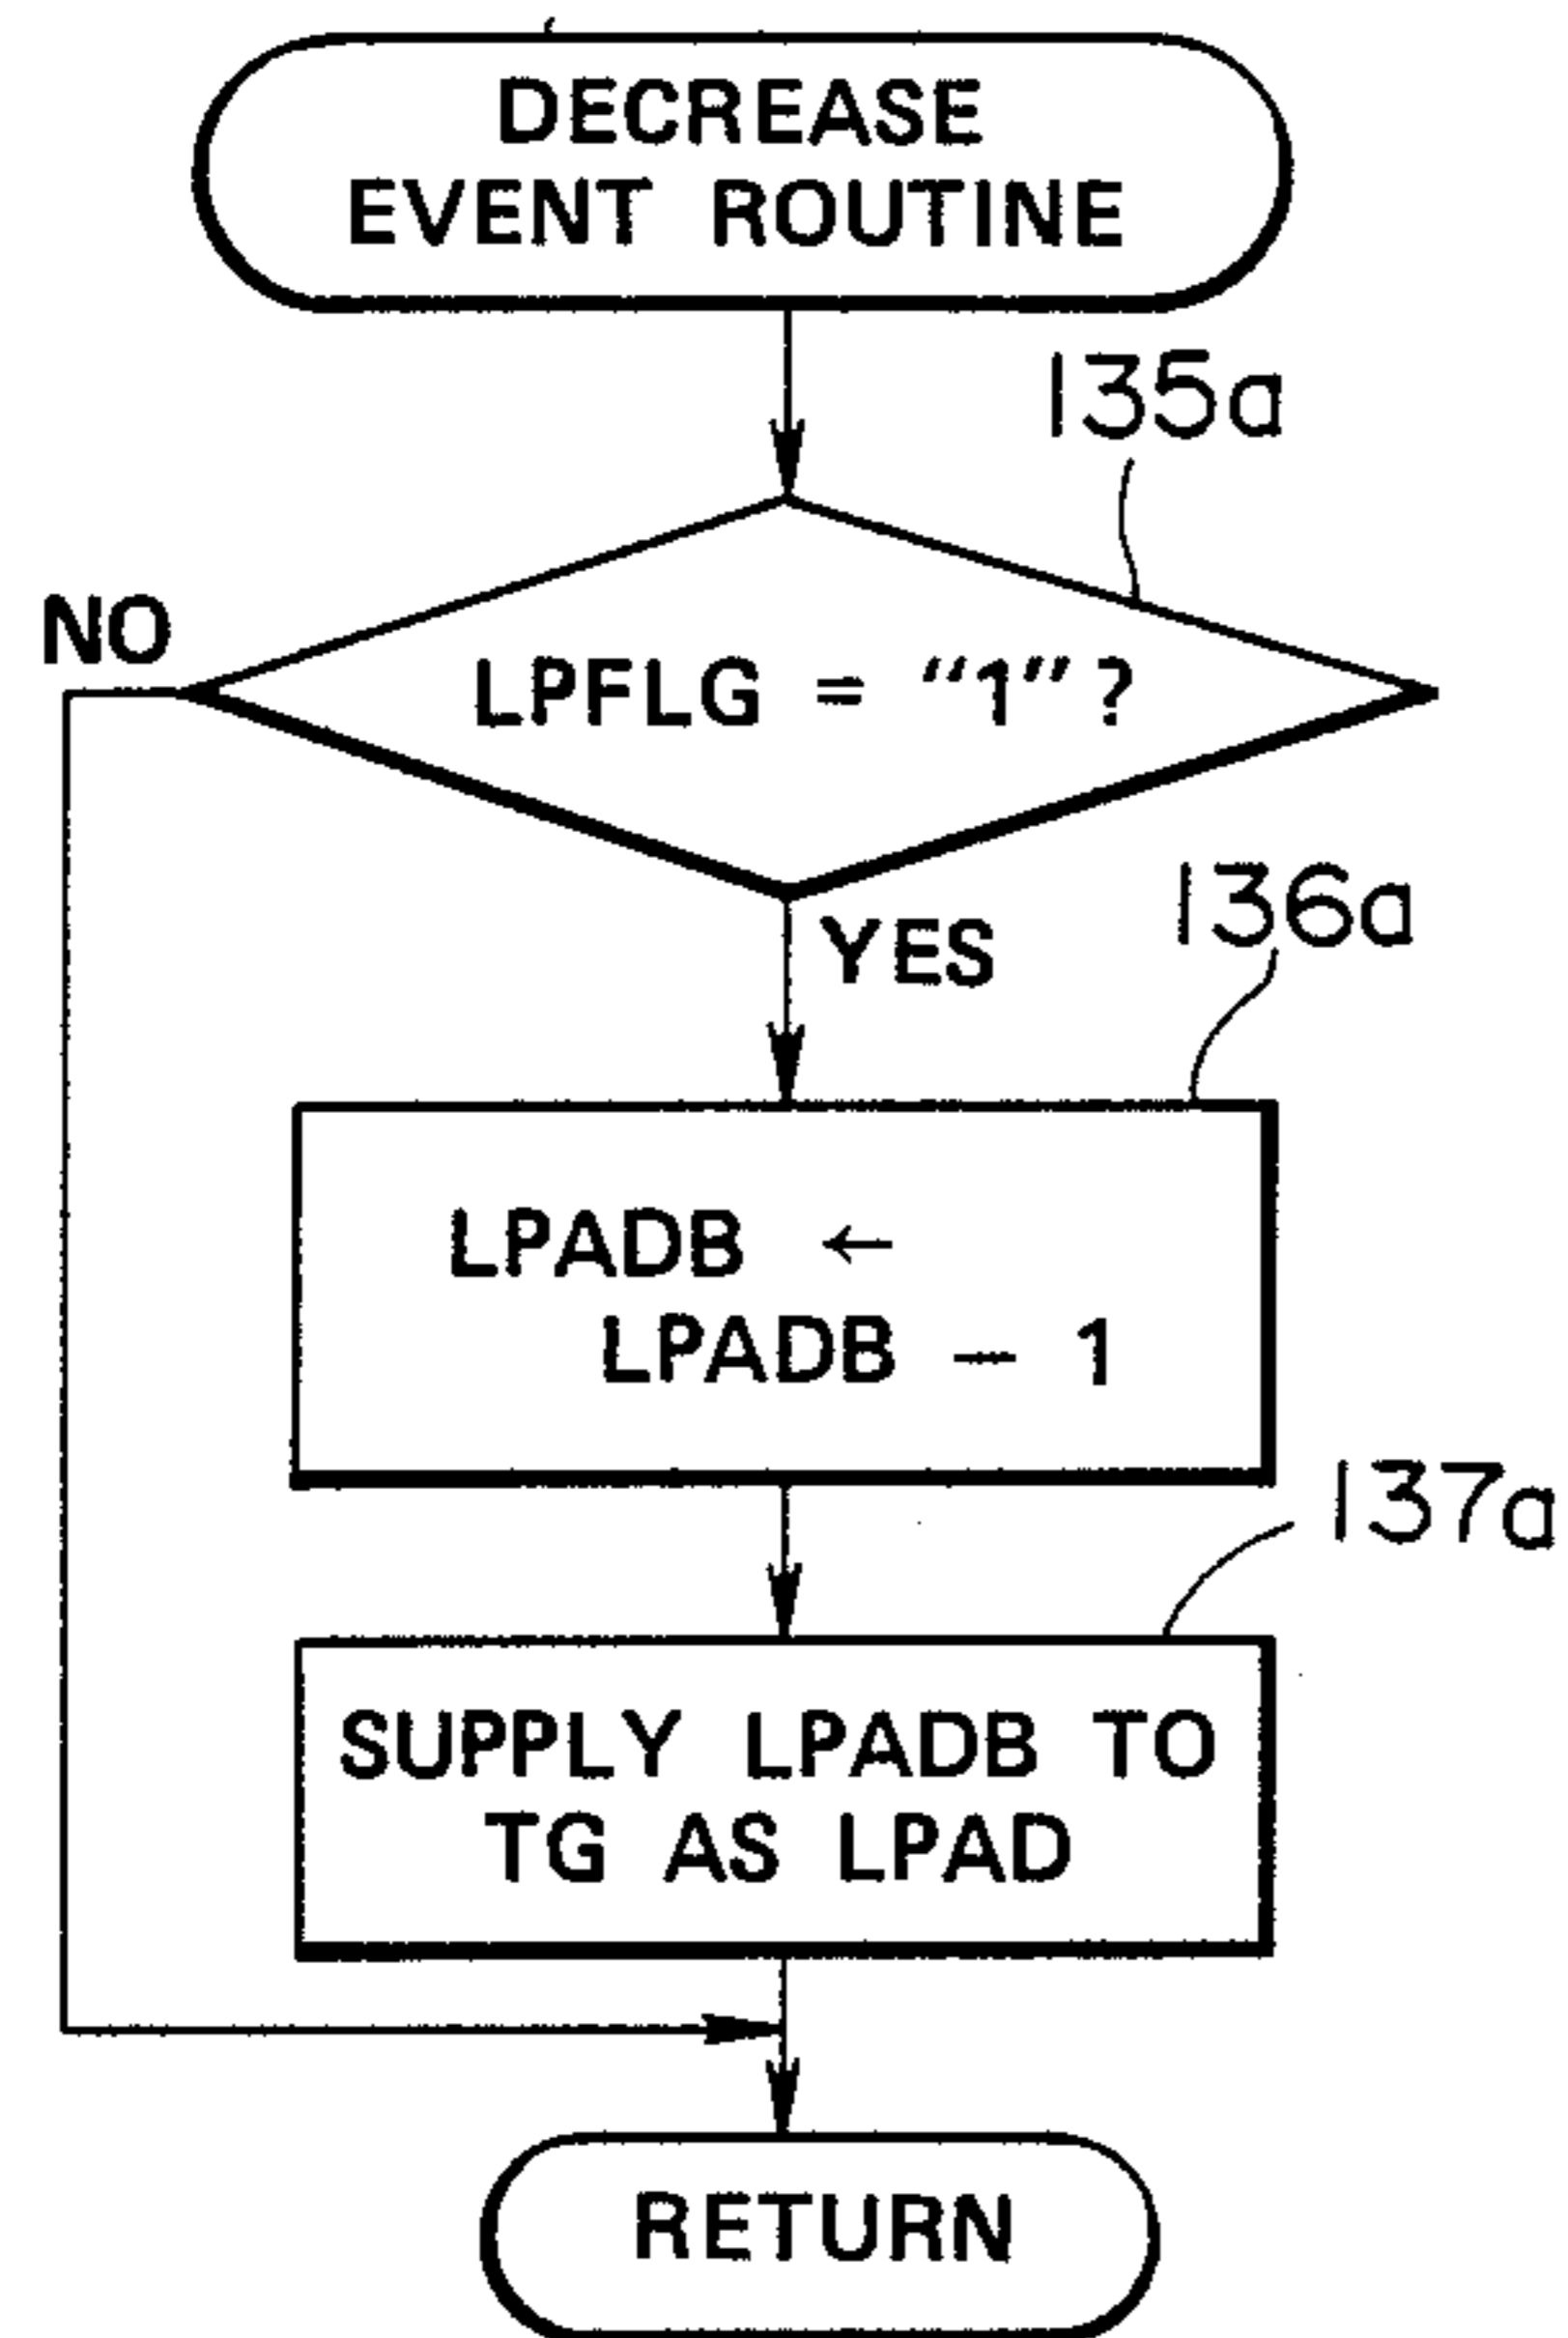 DECREASE
EVENT ROUTINE
135a
NO
LPFLG = “1”?
136a
YES
LPADB ←
LPADB – 1
137a
SUPPLY LPADB TO
TG AS LPAD
RETURN